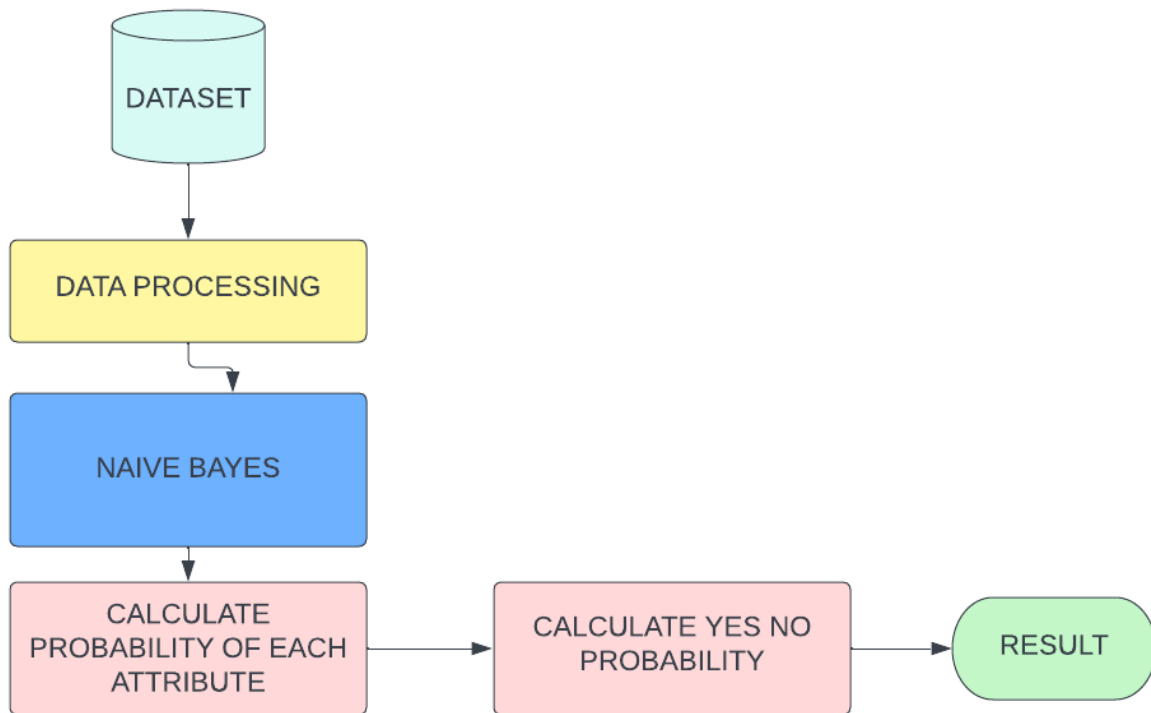 DATASET
DATA PROCESSING
NAIVE BAYES
CALCULATE
PROBABILITY OF EACH
ATTRIBUTE
CALCULATE YES NO
PROBABILITY
RESULT